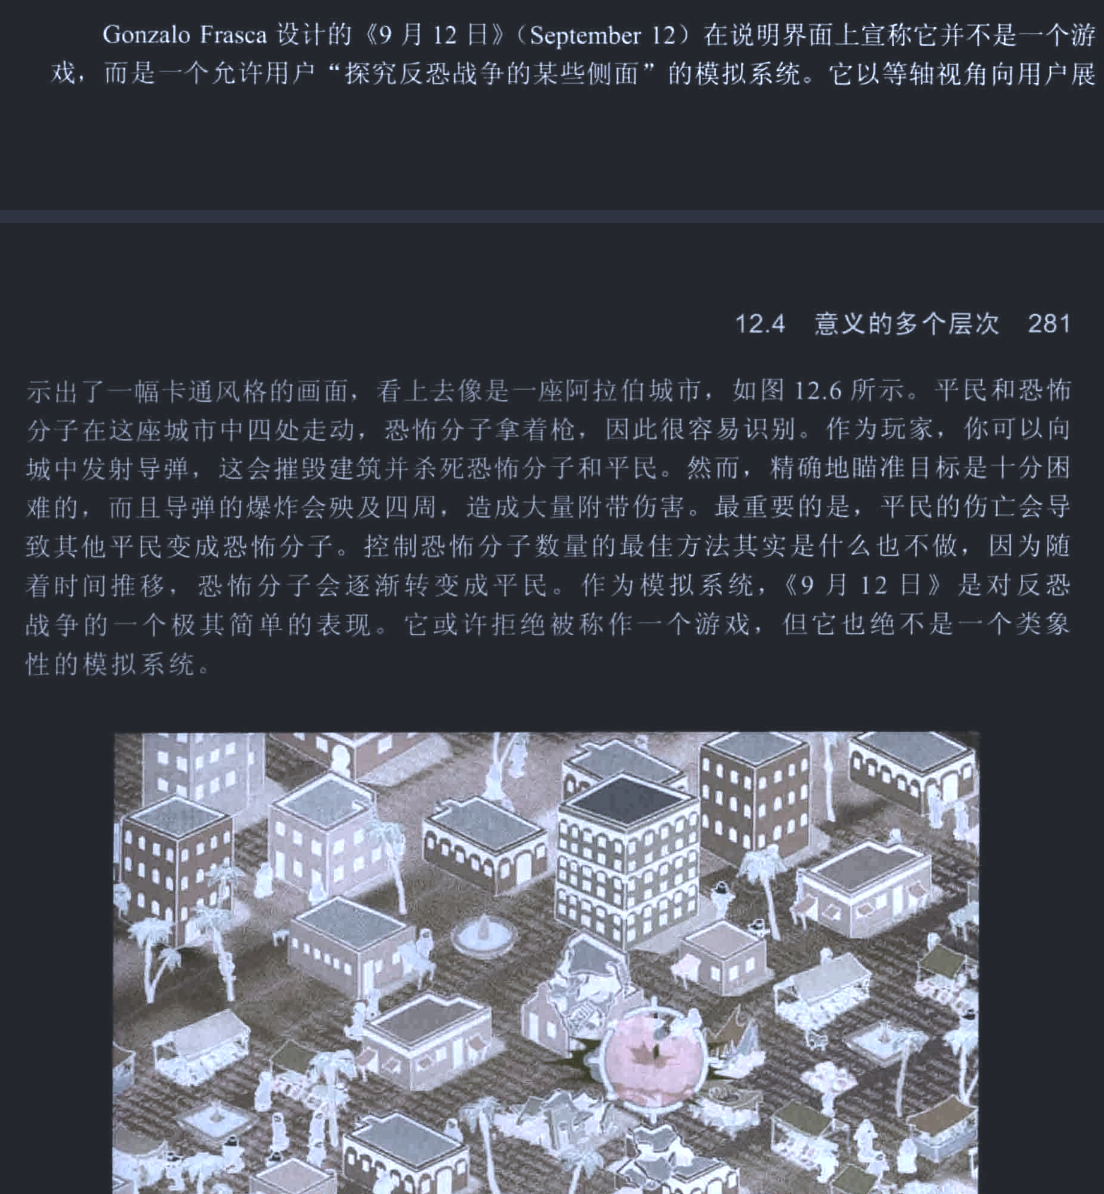 Gonzalo Frasca 设计的《9 月 12 日》（September 12）在说明界面上宣称它并不是一个游
戏，而是一个允许用户“探究反恐战争的某些侧面”的模拟系统。它以等轴视角向用户展
12.4 意义的多个层次 281
示出了一幅卡通风格的画面，看上去像是一座阿拉伯城市，如图 12.6 所示。平民和恐怖
分子在这座城市中四处走动，恐怖分子拿着枪，因此很容易识别。作为玩家，你可以向
城中发射导弹，这会摧毁建筑并杀死恐怖分子和平民。然而，精确地瞄准目标是十分困
难的，而且导弹的爆炸会殃及四周，造成大量附带伤害。最重要的是，平民的伤亡会导
致其他平民变成恐怖分子。控制恐怖分子数量的最佳方法其实是什么也不做，因为随
着时间推移，恐怖分子会逐渐转变成平民。作为模拟系统，《9 月 12 日》是对反恐
战争的一个极其简单的表现。它或许拒绝被称作一个游戏，但它也绝不是一个类象
性的模拟系统。